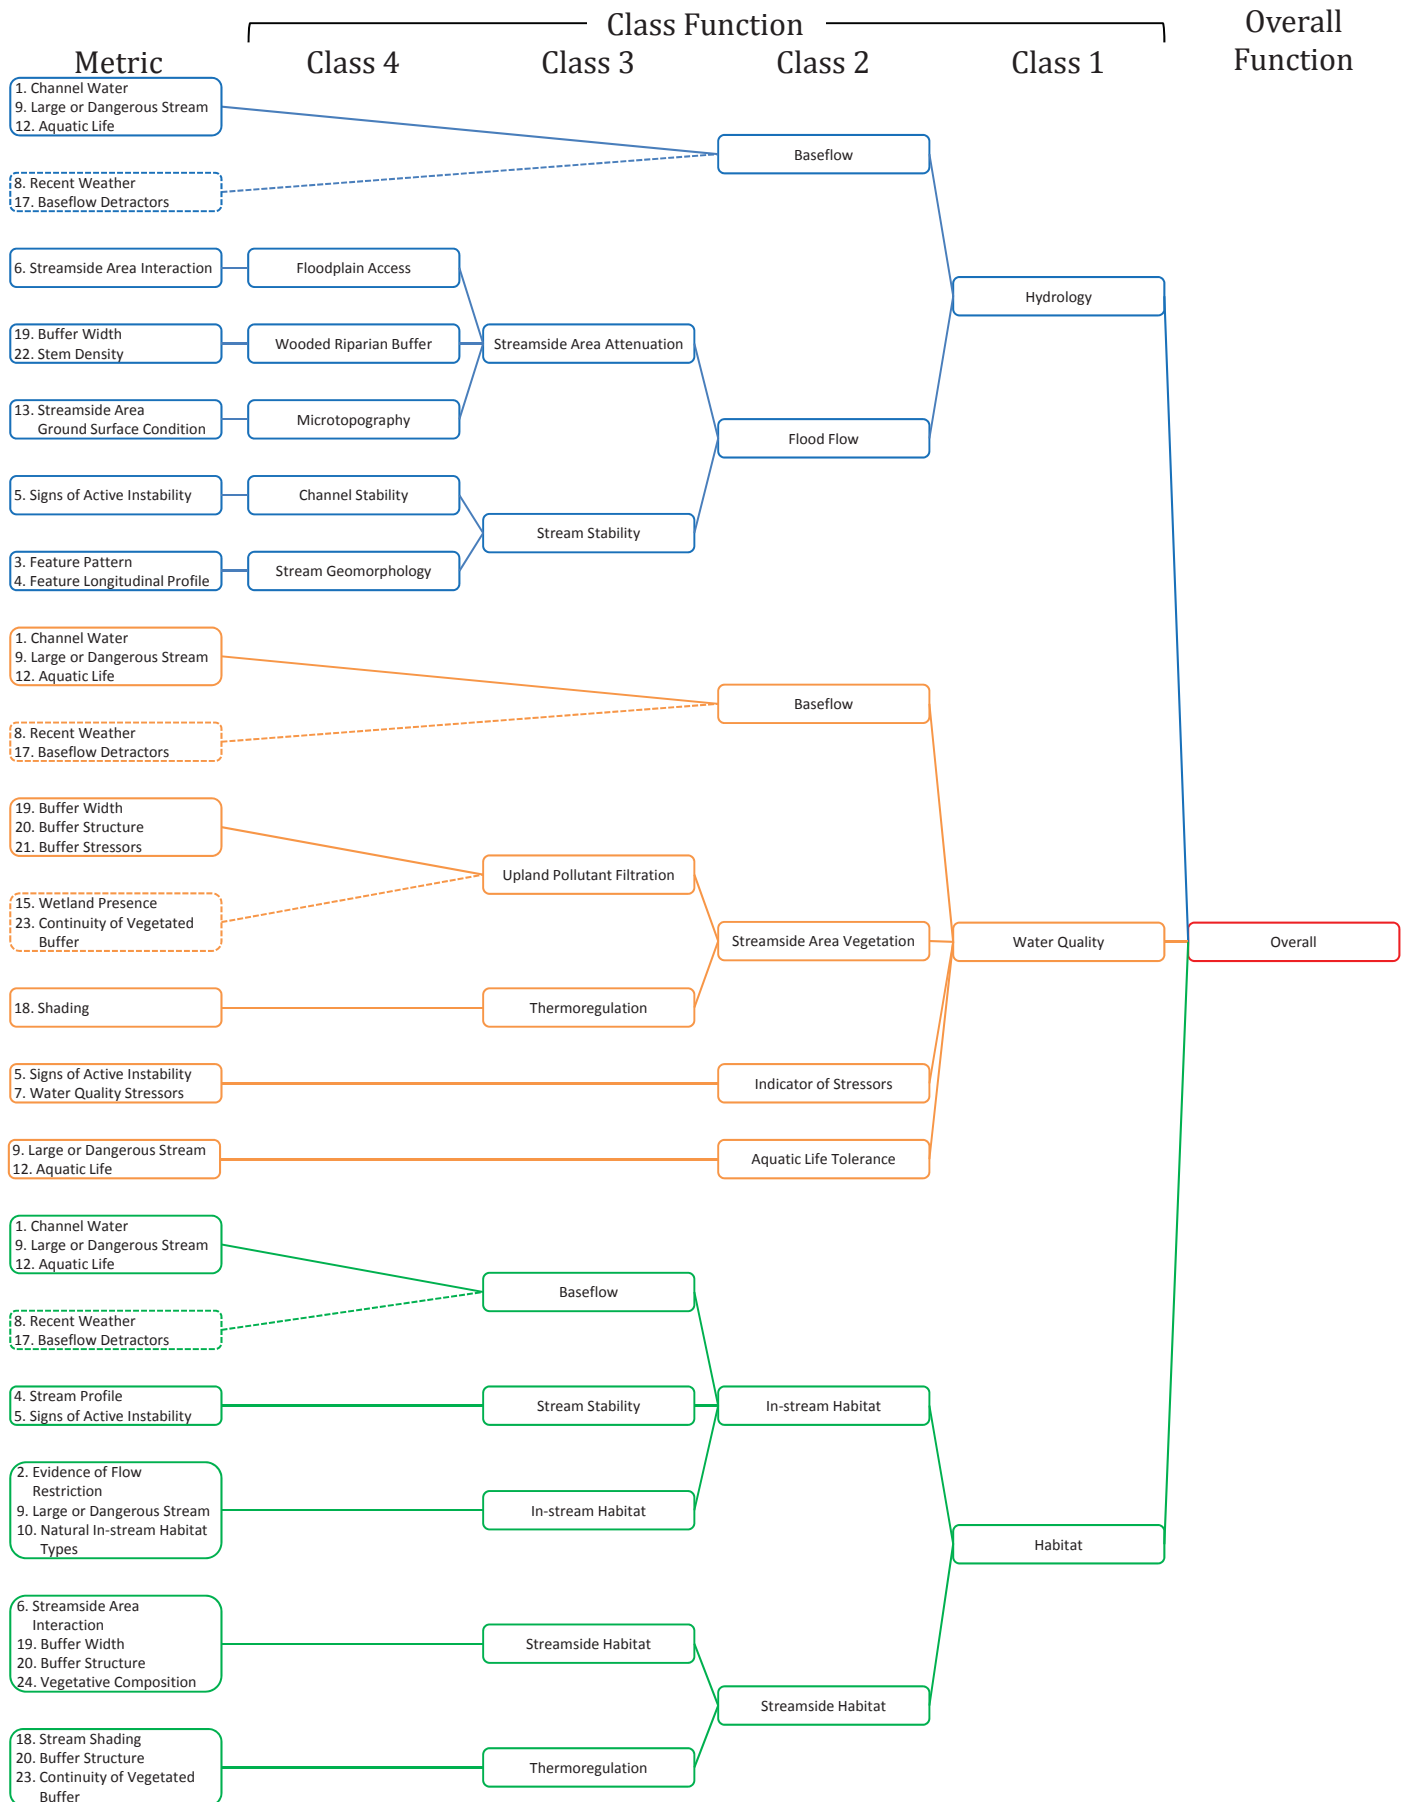 Class Function
Overall
Function
Metric
Class 4
Class 3
Class 2
Class 1
1. Channel Water
9. Large or Dangerous Stream
12. Aquatic Life
Baseflow
8. Recent Weather
17. Baseflow Detractors
6. Streamside Area Interaction
Floodplain Access
Hydrology
19. Buffer Width
22. Stem Density
Wooded Riparian Buffer
Streamside Area Attenuation
13. Streamside Area
Ground Surface Condition
Microtopography
Flood Flow
5. Signs of Active Instability
Channel Stability
Stream Stability
3. Feature Pattern
4. Feature Longitudinal Profile
Stream Geomorphology
1. Channel Water
9. Large or Dangerous Stream
12. Aquatic Life
Baseflow
8. Recent Weather
17. Baseflow Detractors
19. Buffer Width
20. Buffer Structure
21. Buffer Stressors
Upland Pollutant Filtration
15. Wetland Presence
23. Continuity of Vegetated
Buffer
Streamside Area Vegetation
Water Quality
Overall
18. Shading
Thermoregulation
5. Signs of Active Instability
7. Water Quality Stressors
Indicator of Stressors
9. Large or Dangerous Stream
12. Aquatic Life
Aquatic Life Tolerance
1. Channel Water
9. Large or Dangerous Stream
12. Aquatic Life
Baseflow
8. Recent Weather
17. Baseflow Detractors
4. Stream Profile
5. Signs of Active Instability
Stream Stability
In-stream Habitat
2. Evidence of Flow
Restriction
9. Large or Dangerous Stream
10. Natural In-stream Habitat
Types
In-stream Habitat
Habitat
6. Streamside Area
Interaction
19. Buffer Width
20. Buffer Structure
24. Vegetative Composition
Streamside Habitat
Streamside Habitat
18. Stream Shading
20. Buffer Structure
23. Continuity of Vegetated
Buffer
Thermoregulation